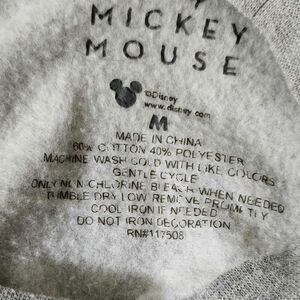 MICKEY
MOUSE
©Disney
www.disney.com
M
MADE IN CHINA
60% COTTON 40% POLYESTER
MACHINE WASH COLD WITH LIKE COLORS
GENTLE CYCLE
ONLY NON CHLORINE BLEACH WHEN NEEDED
TUMBLE DRY LOW REMOVE PROMPTLY
COOL IRON IF NEEDED
DO NOT IRON DECORATION
RN#117508